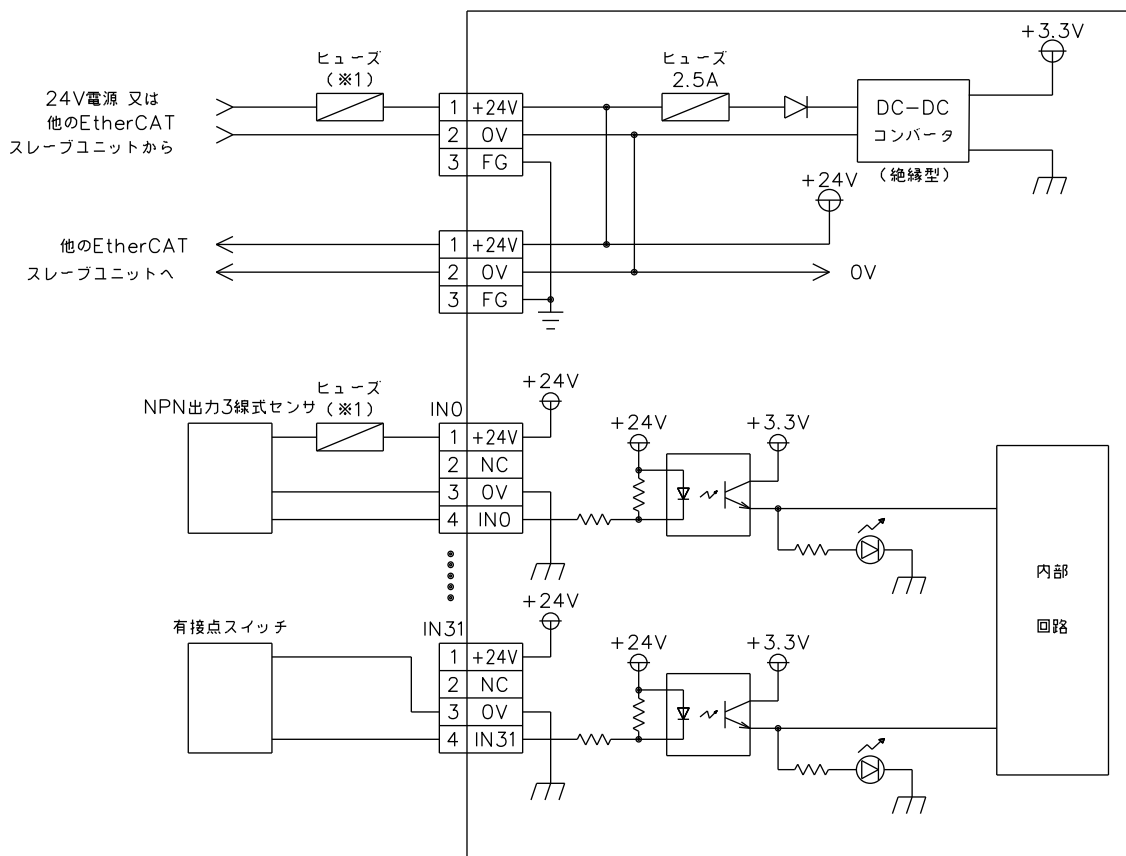 +3.3V
ヒューズ
(※1)
ヒューズ
2.5A
24V電源 又は
他のEtherCAT
スレーブユニットから
1 +24V
2 0V
3 FG
DC-DC
コンバータ
(絶縁型)
+24V
他のEtherCAT
スレーブユニットへ
1 +24V
2 0V
3 FG
0V
NPN出力3線式センサ
ヒューズ
(※1)
IN0
+24V
1 +24V
2 NC
3 0V
4 IN0
+24V
+3.3V
内部
回路
有接点スイッチ
IN31
+24V
1 +24V
2 NC
3 0V
4 IN31
+24V
+3.3V